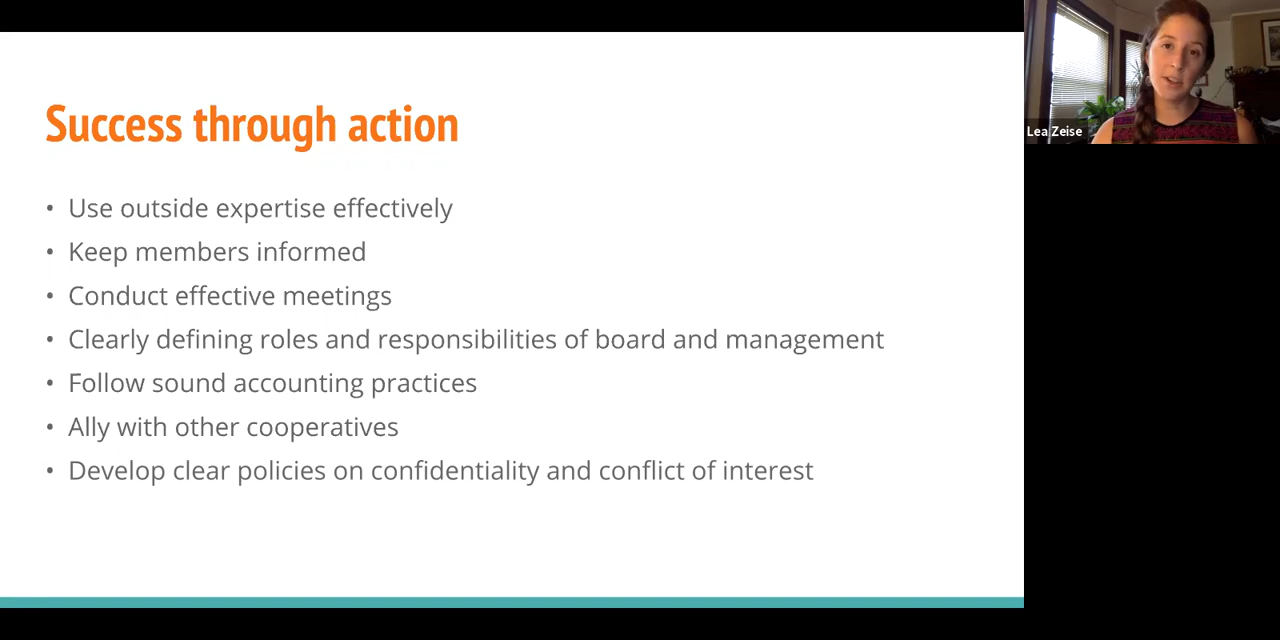 Success through action
• Use outside expertise effectively
• Keep members informed
• Conduct effective meetings
• Clearly defining roles and responsibilities of board and management
• Follow sound accounting practices
• Ally with other cooperatives
• Develop clear policies on confidentiality and conflict of interest
Lea Zeise